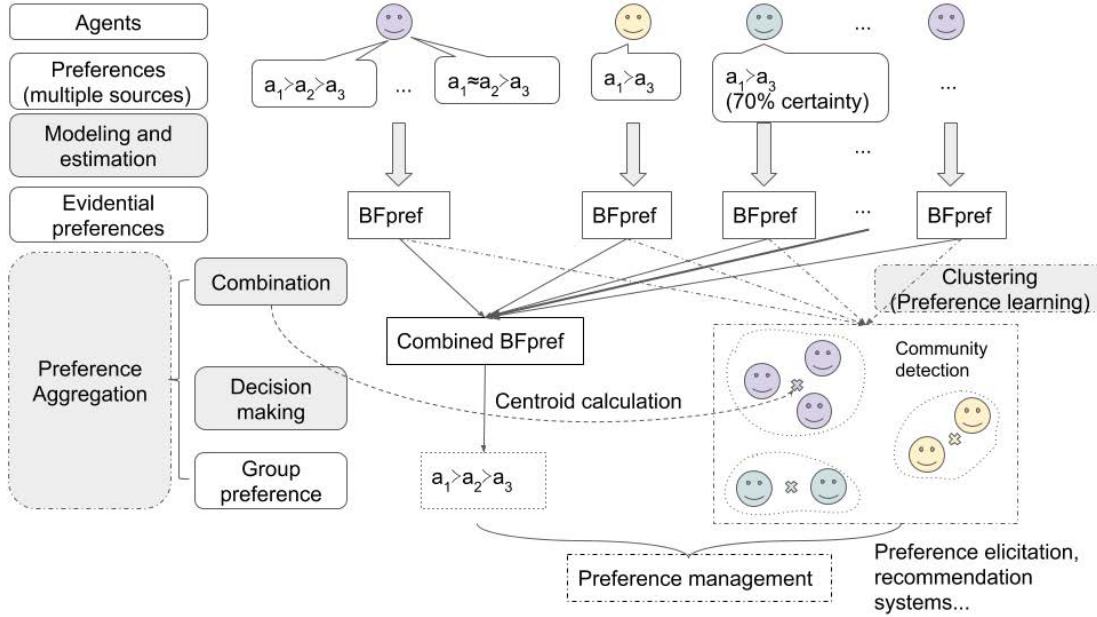 Agents
...
Preferences
(multiple sources)
a1≻a2≻a3
...
a1≈a2≻a3
a1≻a3
a1≻a3
(70% certainty)
...
Modeling and
estimation
...
Evidential
preferences
BFpref
BFpref
BFpref
...
BFpref
Preference
Aggregation
Combination
Clustering
(Preference learning)
Combined BFpref
Community
detection
Decision
making
Centroid calculation
Group
preference
a1≻a2≻a3
Preference management
Preference elicitation,
recommendation
systems...